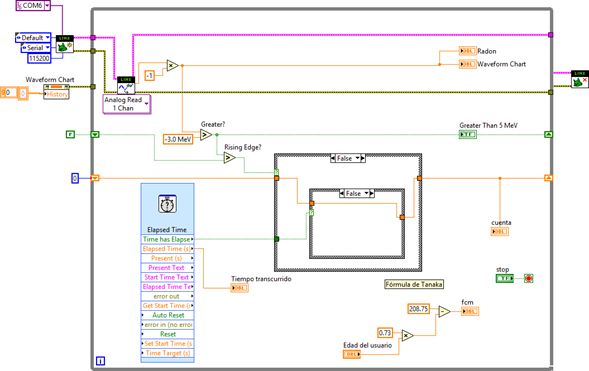 COM6
Default
Serial
115200
LINX
Waveform Chart
90
0
History
LINX
Analog Read
1 Chan
-1
Radon
DBL
Waveform Chart
DBL
LINX
Greater?
-3.0 MeV
Greater Than 5 MeV
TF
F
Rising Edge?
0
False
False
Elapsed Time
Time has Elapse
Elapsed Time (s)
Present (s)
Present Text
Start Time Text
Elapsed Time Te
error out
Get Start Time (s
Auto Reset
error in (no error
Reset
Set Start Time (s
Time Target (s)
Tiempo transcurrido
DBL
cuenta
DBL
stop
TF
Fórmula de Tanaka
208.75
fcm
DBL
0.73
Edad del usuario
DBL
i